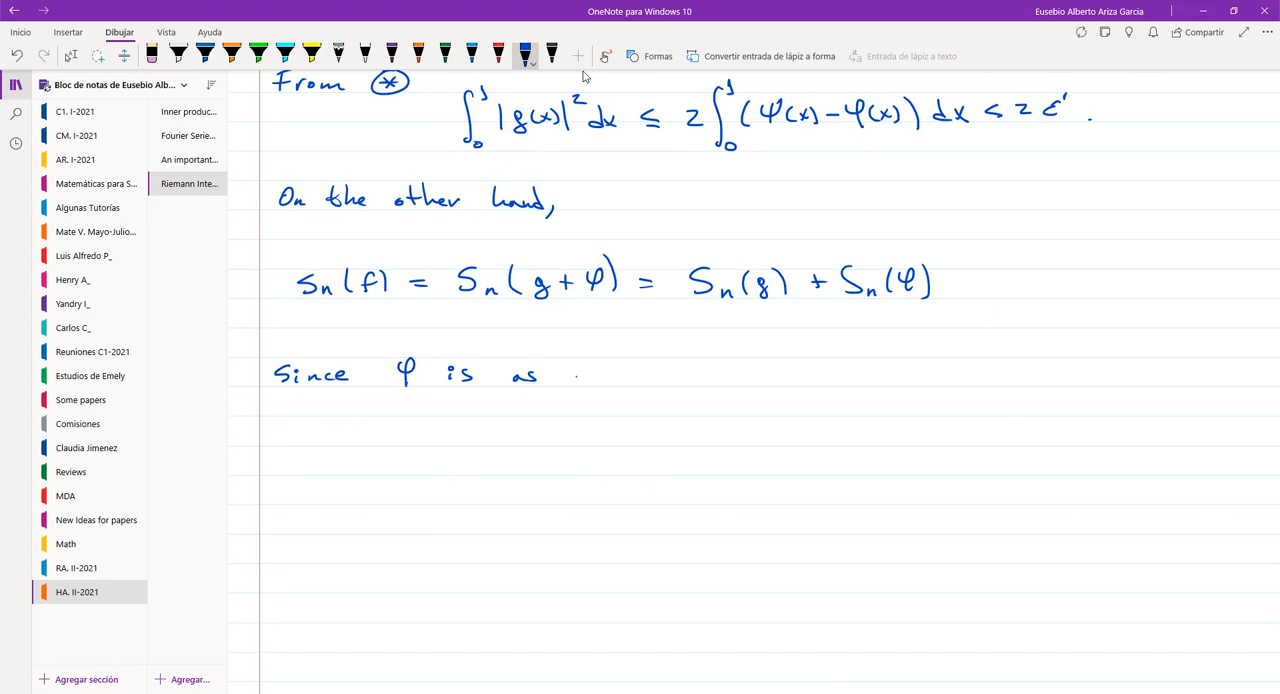 OneNote para Windows 10
Eusebio Alberto Ariza Garcia
Inicio Insertar Dibujar Vista Ayuda
Compartir
Formas
Convertir entrada de lápiz a forma
Entrada de lápiz a texto
Bloc de notas de Eusebio Alb...
C1. I-2021
CM. I-2021
AR. I-2021
Matemáticas para S...
Algunas Tutorías
Mate V. Mayo-Julio...
Luis Alfredo P_
Henry A_
Yandry I_
Carlos C_
Reuniones C1-2021
Estudios de Emely
Some papers
Comisiones
Claudia Jimenez
Reviews
MDA
New Ideas for papers
Math
RA. II-2021
HA. II-2021
Agregar sección
Inner produc...
Fourier Serie...
An important...
Riemann Inte...
Agregar...
From ⊛
∫₀¹ |g(x)|² dx ≤ 2 ∫₀¹ (ψ(x) - φ(x)) dx ≤ 2 ε'.
On the other hand,
Sn(f) = Sn(g + φ) = Sn(g) + Sn(φ)
Since φ is as